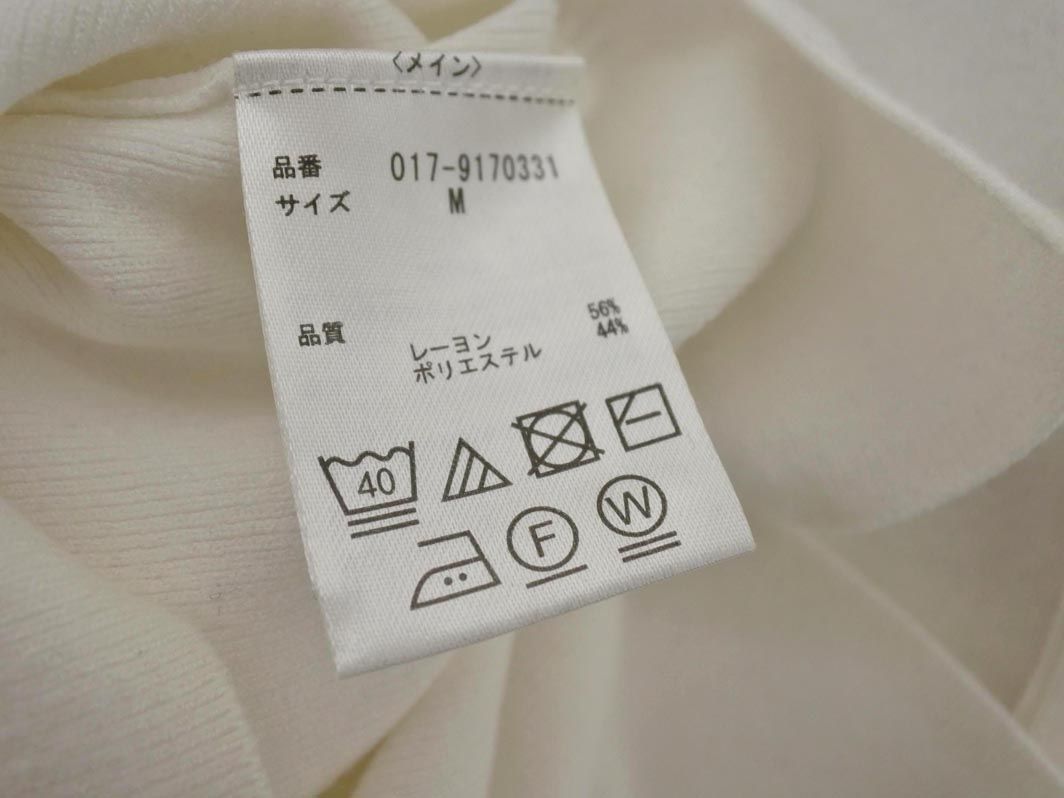 〈メイン〉
品番 017-9170331
サイズ M
品質 レーヨン 56%
ポリエステル 44%
40
F W